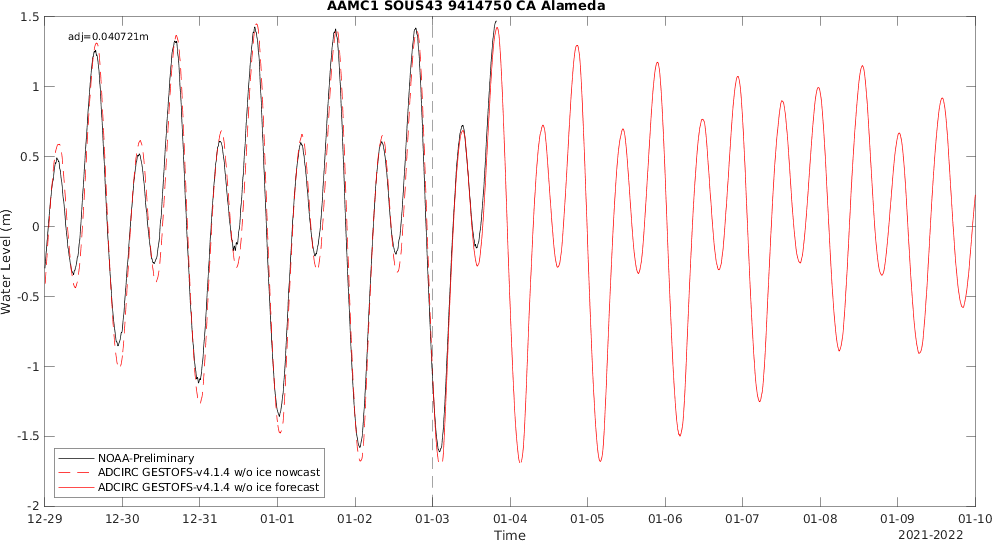 AAMC1 SOUS43 9414750 CA Alameda
adj=0.040721m
1.5
1
0.5
0
-0.5
-1
-1.5
-2
Water Level (m)
NOAA-Preliminary
ADCIRC GESTOFS-v4.1.4 w/o ice nowcast
ADCIRC GESTOFS-v4.1.4 w/o ice forecast
12-29 12-30 12-31 01-01 01-02 01-03 01-04 01-05 01-06 01-07 01-08 01-09 01-10
Time
2021-2022